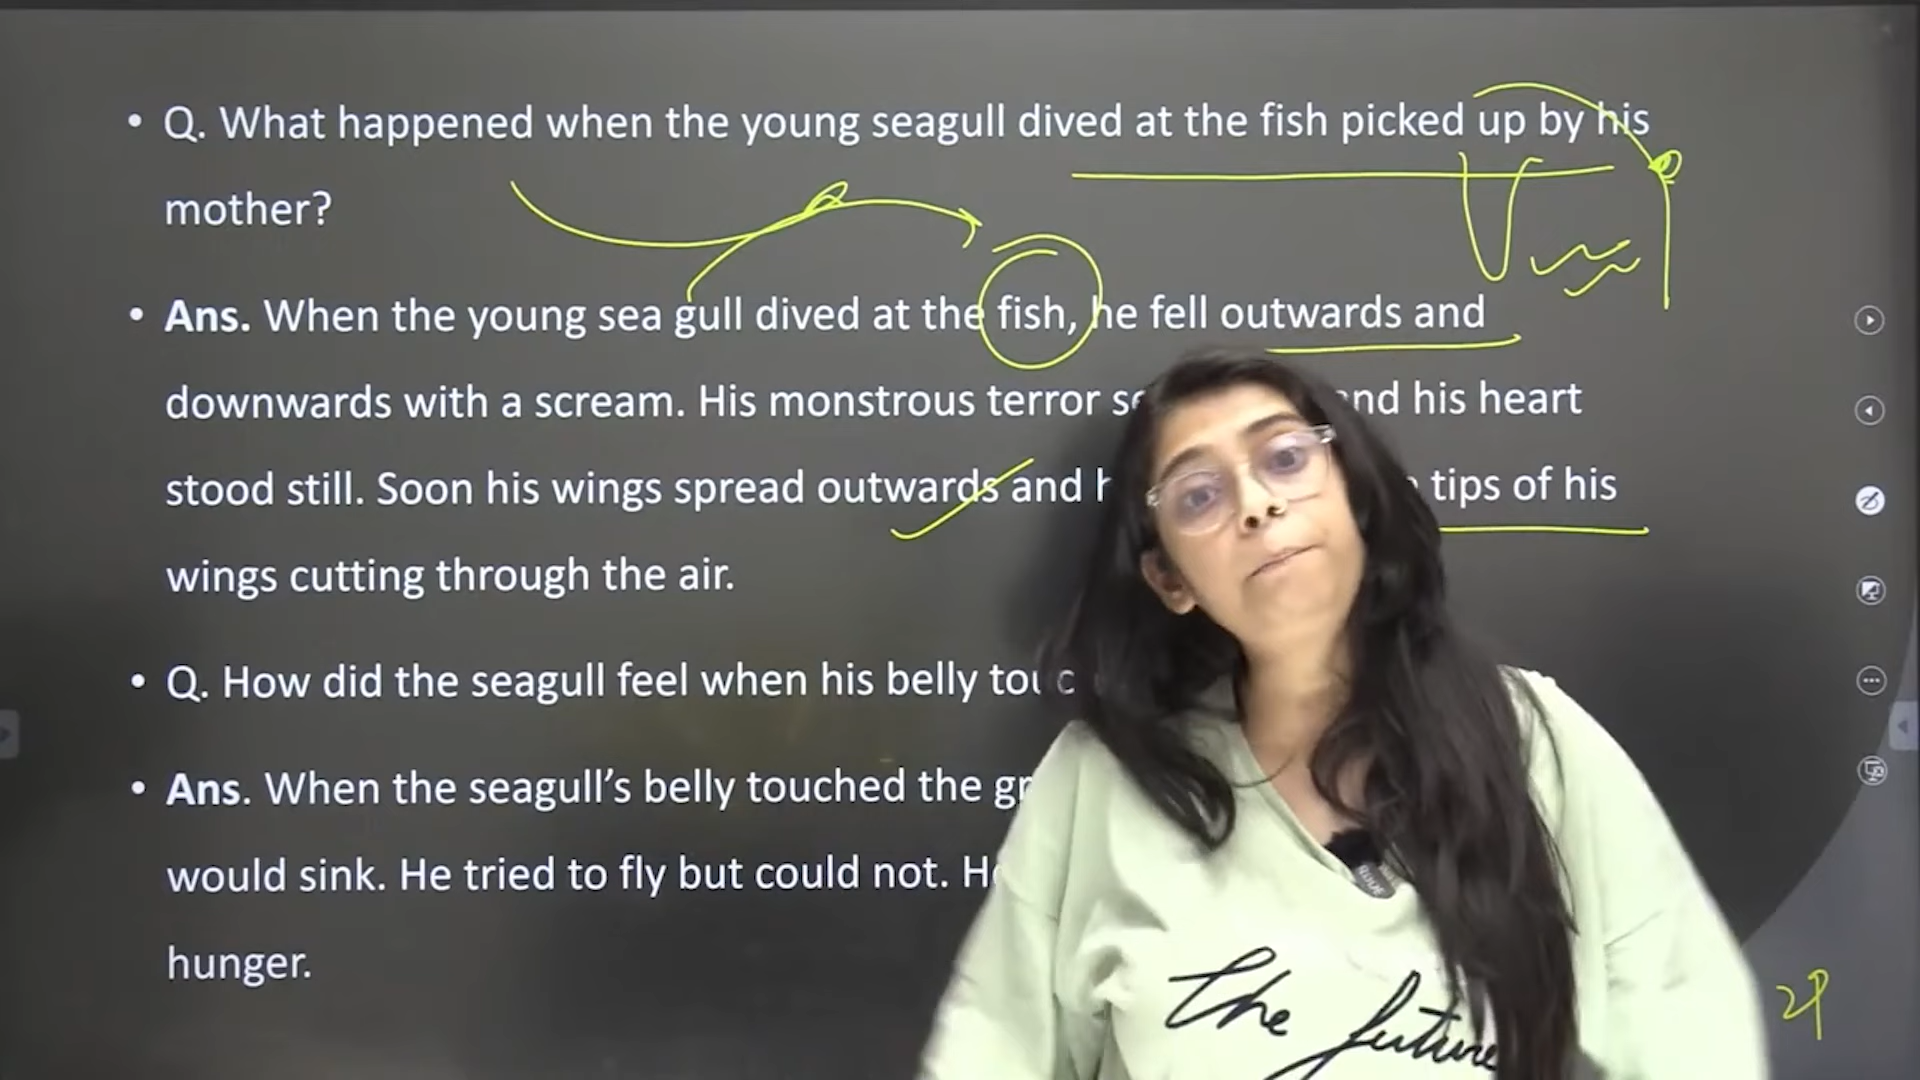 • Q. What happened when the young seagull dived at the fish picked up by his
mother?
• Ans. When the young sea gull dived at the fish, he fell outwards and
downwards with a scream. His monstrous terror and his heart
stood still. Soon his wings spread outwards and tips of his
wings cutting through the air.
• Q. How did the seagull feel when his belly
• Ans. When the seagull’s belly touched the
would sink. He tried to fly but could not.
hunger.
the future